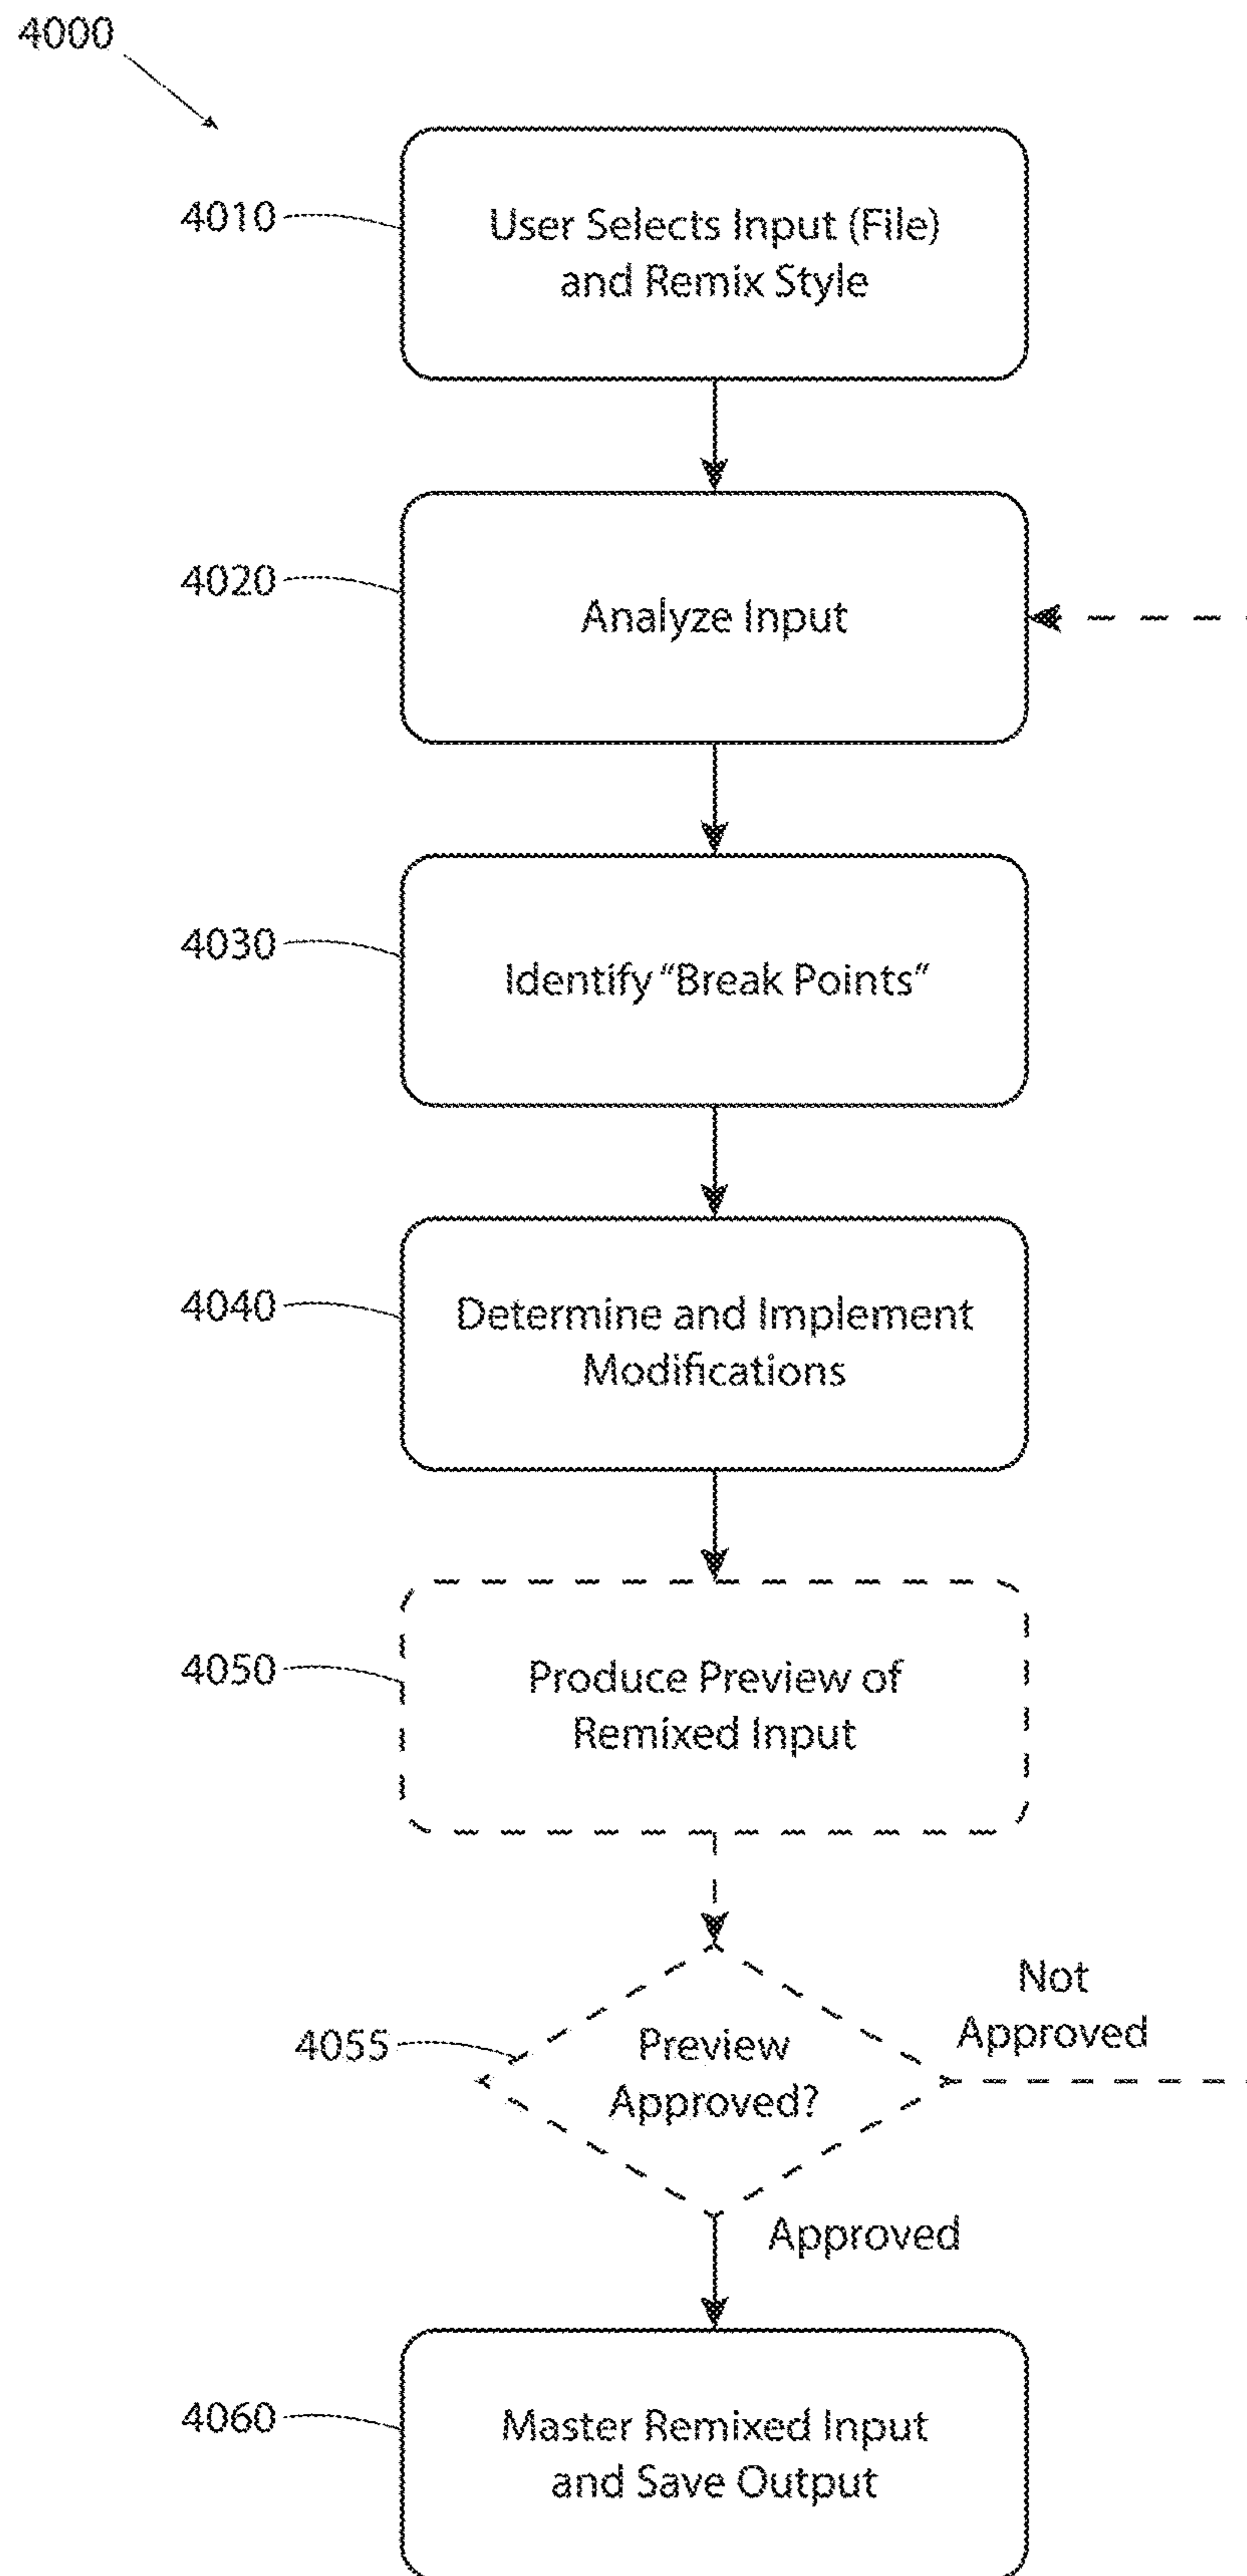 4000
4010
User Selects Input (File)
and Remix Style
4020
Analyze Input
4030
Identify “Break Points“
4040
Determine and Implement
Modifications
4050
Produce Preview of
Remixed Input
4055
Preview
Approved?
Not
Approved
Approved
4060
Master Remixed Input
and Save Output